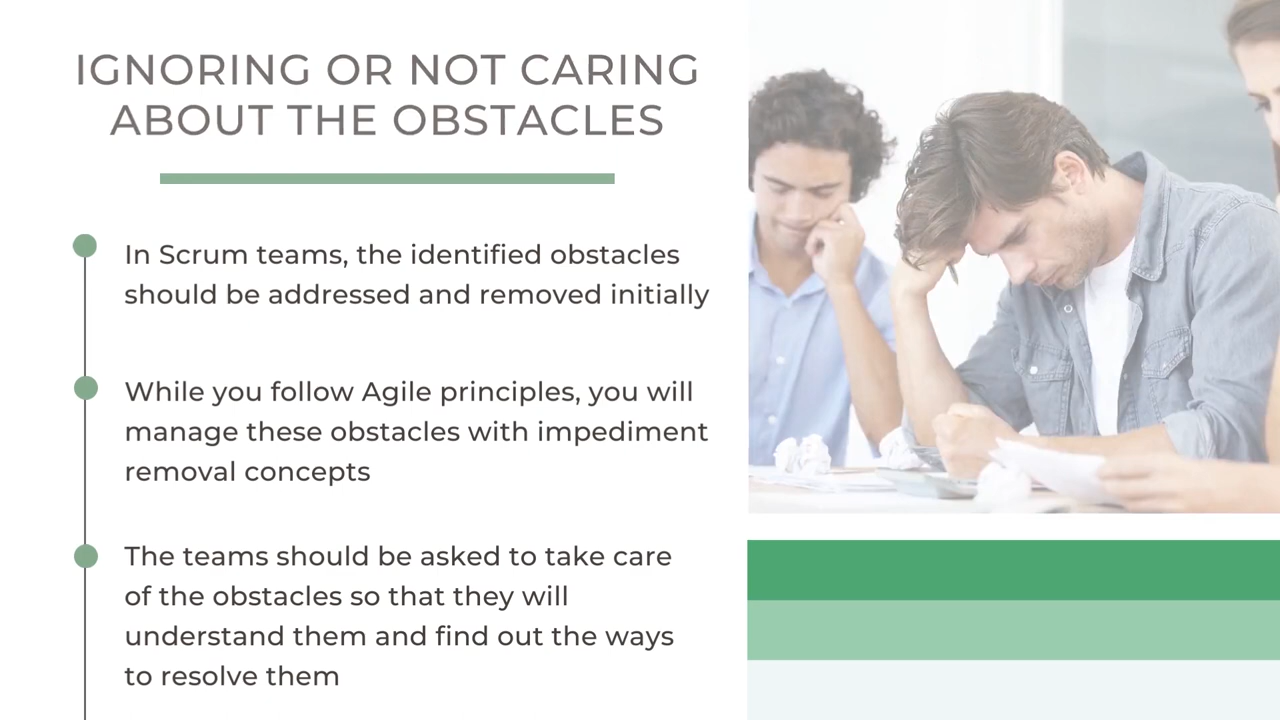 IGNORING OR NOT CARING
ABOUT THE OBSTACLES
In Scrum teams, the identified obstacles
should be addressed and removed initially
While you follow Agile principles, you will
manage these obstacles with impediment
removal concepts
The teams should be asked to take care
of the obstacles so that they will
understand them and find out the ways
to resolve them